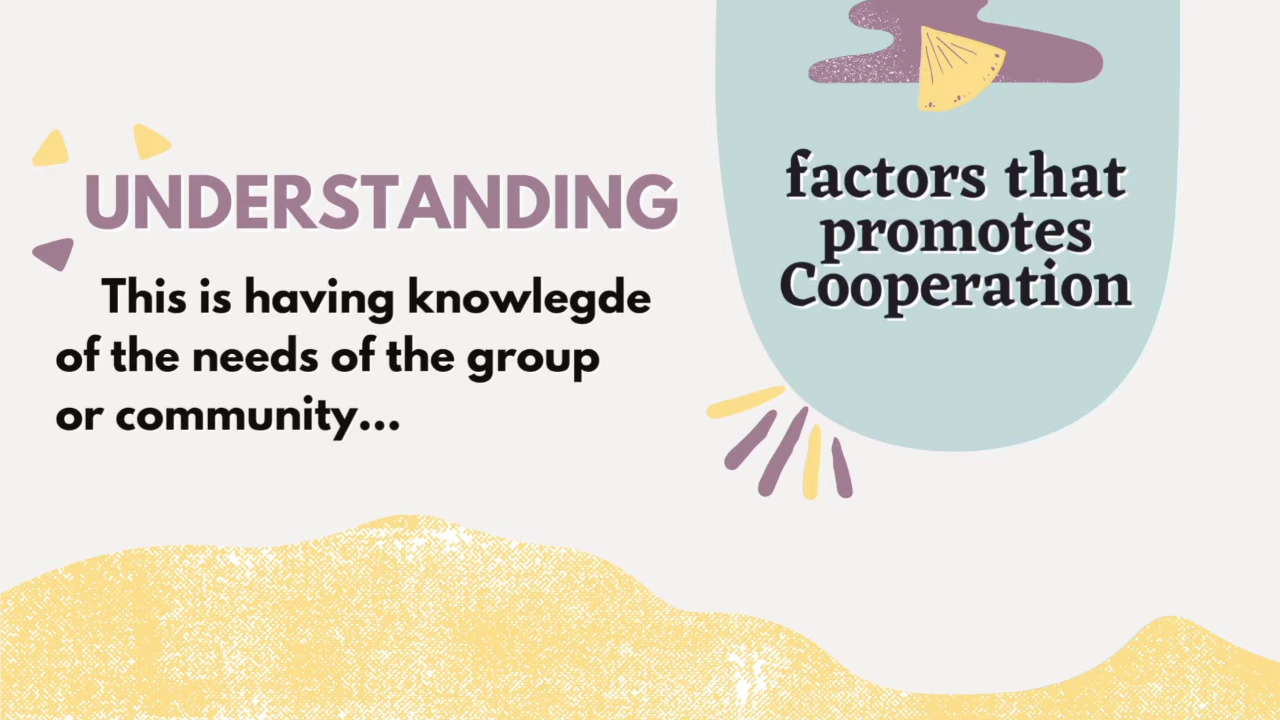 UNDERSTANDING
This is having knowlegde
of the needs of the group
or community...
factors that
promotes
Cooperation